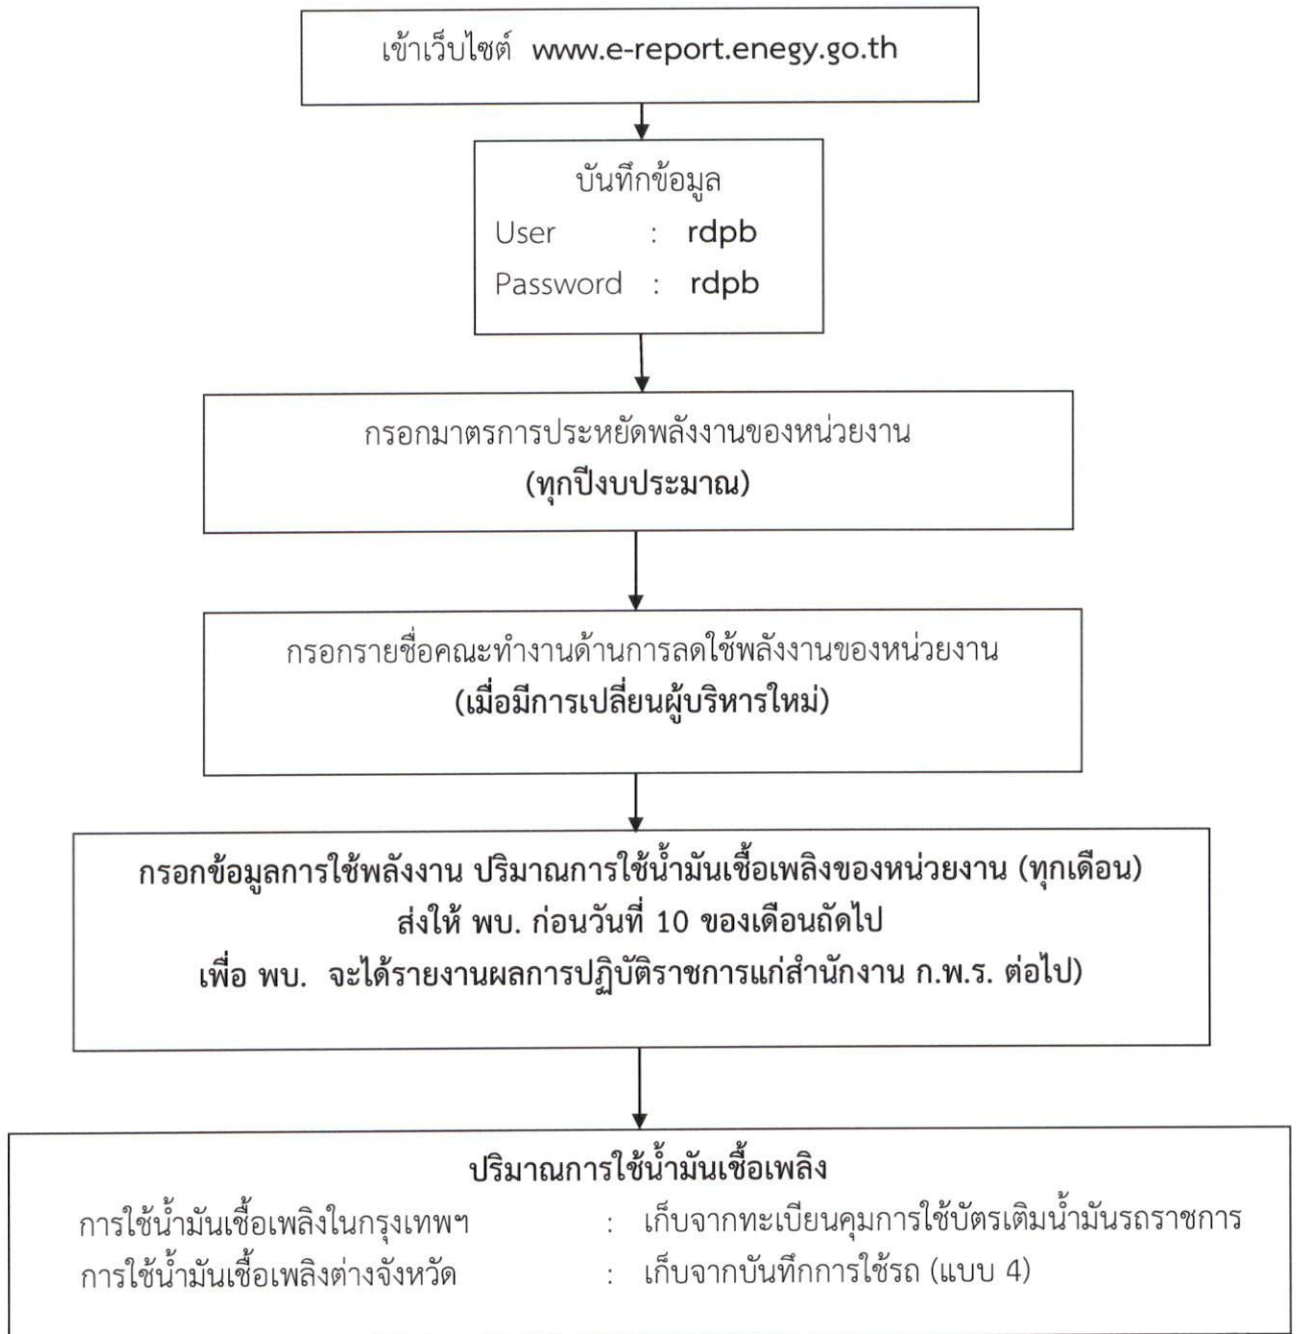 เข้าเว็บไซต์ www.e-report.enegy.go.th
บันทึกข้อมูล
User : rdpb
Password : rdpb
กรอกมาตรการประหยัดพลังงานของหน่วยงาน
(ทุกปีงบประมาณ)
กรอกรายชื่อคณะทำงานด้านการลดใช้พลังงานของหน่วยงาน
(เมื่อมีการเปลี่ยนผู้บริหารใหม่)
กรอกข้อมูลการใช้พลังงาน ปริมาณการใช้น้ำมันเชื้อเพลิงของหน่วยงาน (ทุกเดือน)
ส่งให้ พบ. ก่อนวันที่ 10 ของเดือนถัดไป
เพื่อ พบ. จะได้รายงานผลการปฏิบัติราชการแก่สำนักงาน ก.พ.ร. ต่อไป)
ปริมาณการใช้น้ำมันเชื้อเพลิง
การใช้น้ำมันเชื้อเพลิงในกรุงเทพฯ : เก็บจากทะเบียนคุมการใช้บัตรเติมน้ำมันรถราชการ
การใช้น้ำมันเชื้อเพลิงต่างจังหวัด : เก็บจากบันทึกการใช้รถ (แบบ 4)